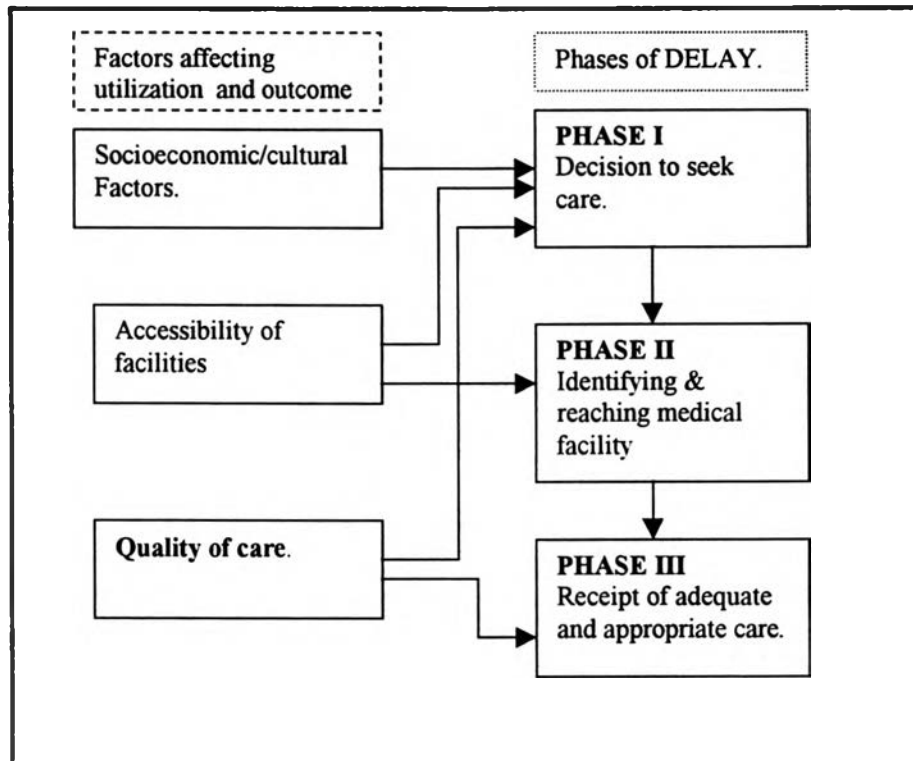 Factors affecting
utilization and outcome
Phases of DELAY.
Socioeconomic/cultural
Factors.
PHASE I
Decision to seek
care.
Accessibility of
facilities
PHASE II
Identifying &
reaching medical
facility
Quality of care.
PHASE III
Receipt of adequate
and appropriate care.